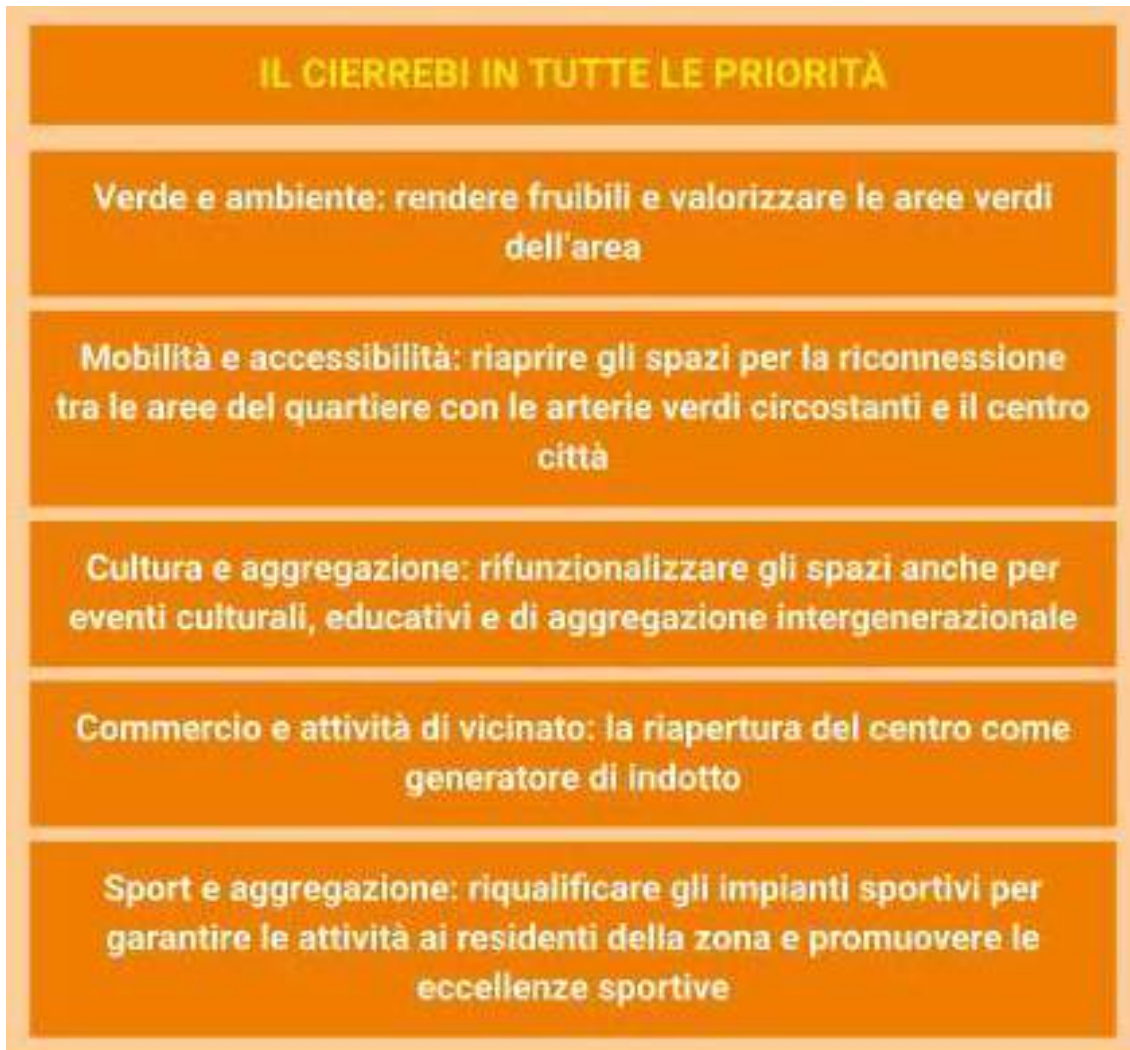 IL CIERREBI IN TUTTE LE PRIORITÀ
Verde e ambiente: rendere fruibili e valorizzare le aree verdi
dell'area
Mobilità e accessibilità: riaprire gli spazi per la riconnessione
tra le aree del quartiere con le arterie verdi circostanti e il centro
città
Cultura e aggregazione: rifunzionalizzare gli spazi anche per
eventi culturali, educativi e di aggregazione intergenerazionale
Commercio e attività di vicinato: la riapertura del centro come
generatore di indotto
Sport e aggregazione: riqualificare gli impianti sportivi per
garantire le attività ai residenti della zona e promuovere le
eccellenze sportive